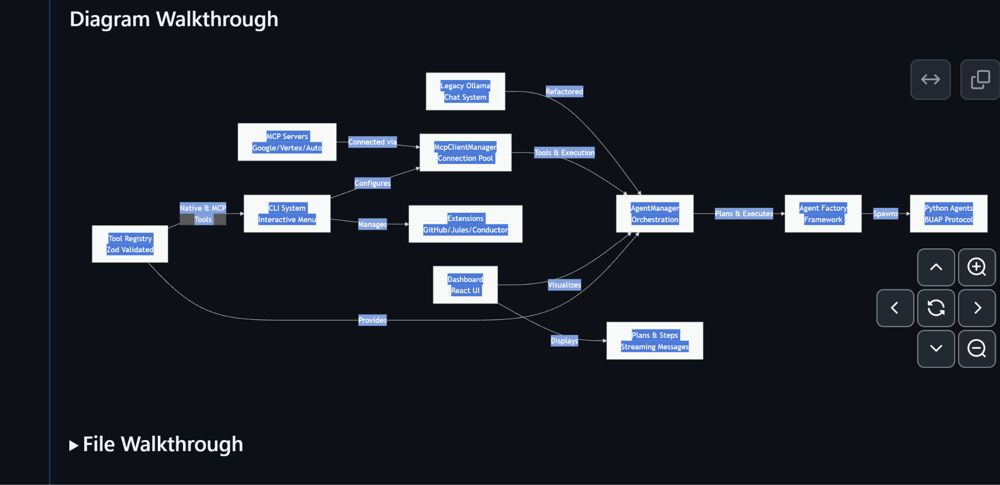 Diagram Walkthrough
Legacy Ollama
Chat System
Refactored
MCP Servers
Google/Vertex/Auto
Connected via
McpClientManager
Connection Pool
Tools & Execution
Configures
Native & MCP
Tools
CLI System
Interactive Menu
Manages
Extensions
GitHub/Jules/Conductor
AgentManager
Orchestration
Plans & Executes
Agent Factory
Framework
Spawns
Python Agents
BUAP Protocol
Tool Registry
Zod Validated
Dashboard
React UI
Visualizes
Provides
Displays
Plans & Steps
Streaming Messages
File Walkthrough